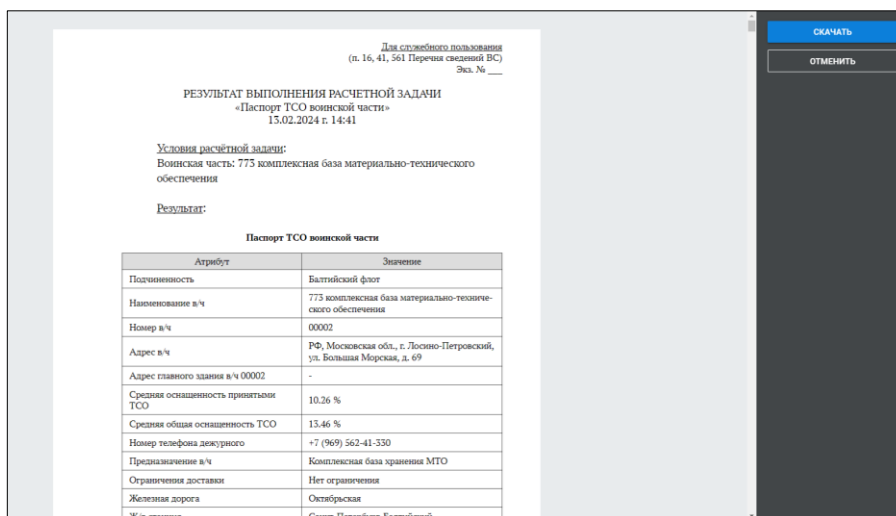 Для служебного пользования
(п. 16, 41, 561 Перечня сведений ВС)
Экз. № ___
РЕЗУЛЬТАТ ВЫПОЛНЕНИЯ РАСЧЕТНОЙ ЗАДАЧИ
«Паспорт ТСО воинской части»
13.02.2024 г. 14:41
Условия расчётной задачи:
Воинская часть: 773 комплексная база материально-технического
обеспечения
Результат:
Паспорт ТСО воинской части
Атрибут Значение
Подчиненность Балтийский флот
Наименование в/ч 773 комплексная база материально-техниче-
ского обеспечения
Номер в/ч 00002
Адрес в/ч РФ, Московская обл., г. Лосино-Петровский,
ул. Большая Морская, д. 69
Адрес главного здания в/ч 00002 -
Средняя оснащенность принятыми
ТСО 10.26 %
Средняя общая оснащенность ТСО 13.46 %
Номер телефона дежурного +7 (969) 562-41-330
Предназначение в/ч Комплексная база хранения МТО
Ограничения доставки Нет ограничения
Железная дорога Октябрьская
СКАЧАТЬ
ОТМЕНИТЬ